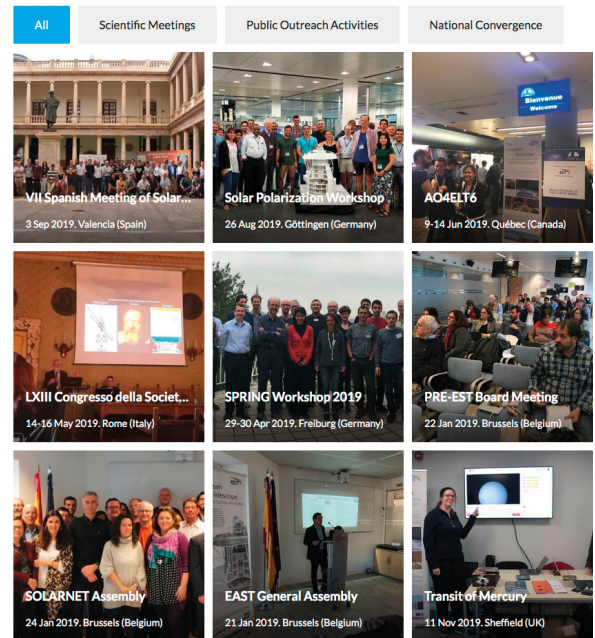 All
Scientific Meetings
Public Outreach Activities
National Convergence
VII Spanish Meeting of Solar...
3 Sep 2019. Valencia (Spain)
Solar Polarization Workshop
26 Aug 2019. Göttingen (Germany)
Bienvenue
Welcome
AO4ELT6
9-14 Jun 2019. Québec (Canada)
LXIII Congresso della Societ...
14-16 May 2019. Rome (Italy)
SPRING Workshop 2019
29-30 Apr 2019. Freiburg (Germany)
PRE-EST Board Meeting
22 Jan 2019. Brussels (Belgium)
SOLARNET Assembly
24 Jan 2019. Brussels (Belgium)
EAST General Assembly
21 Jan 2019. Brussels (Belgium)
Transit of Mercury
11 Nov 2019. Sheffield (UK)